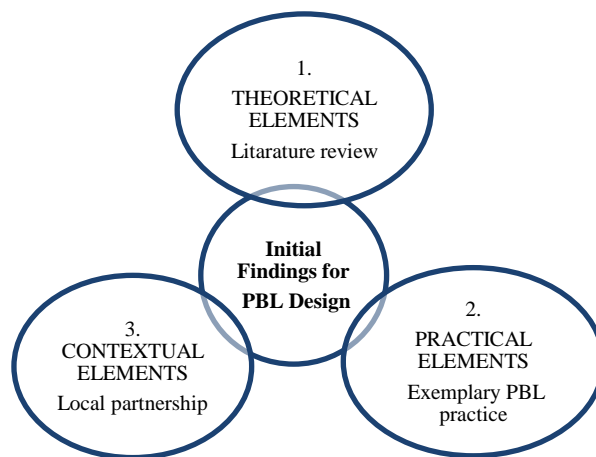 1.
THEORETICAL
ELEMENTS
Litarature review
Initial
Findings for
PBL Design
2.
PRACTICAL
ELEMENTS
Exemplary PBL
practice
3.
CONTEXTUAL
ELEMENTS
Local partnership